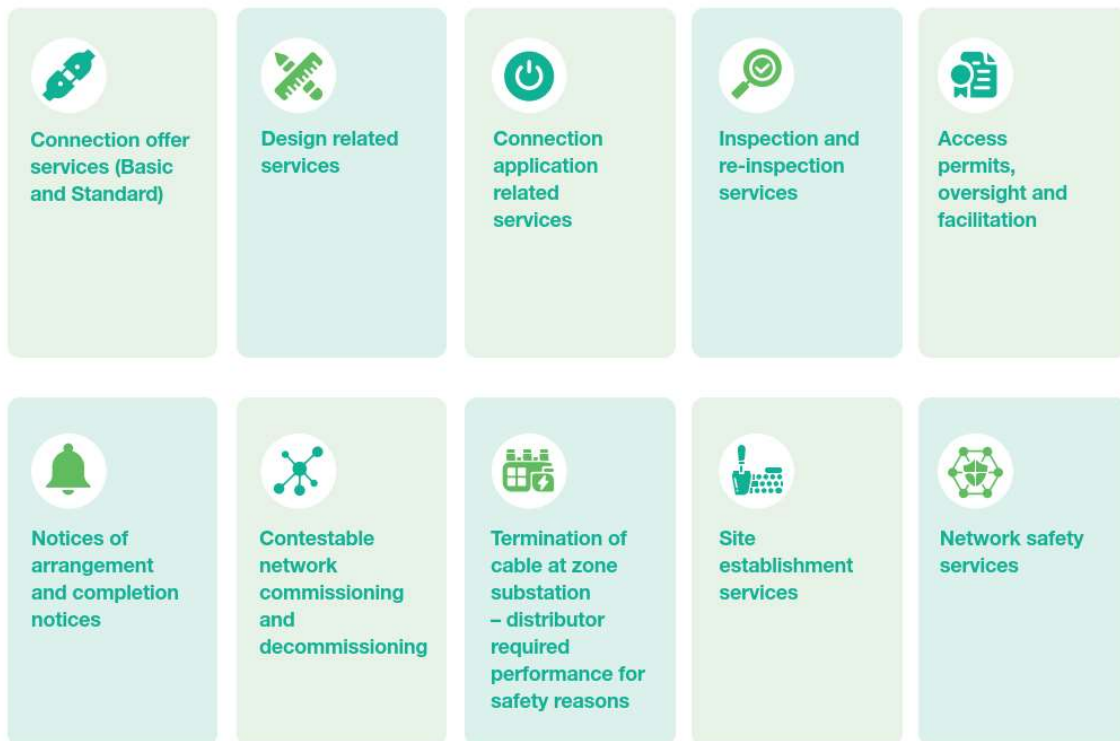 Connection offer
services (Basic
and Standard)
Design related
services
Connection
application
related
services
Inspection and
re-inspection
services
Access
permits,
oversight and
facilitation
Notices of
arrangement
and completion
notices
Contestable
network
commissioning
and
decommissioning
Termination of
cable at zone
substation
– distributor
required
performance for
safety reasons
Site
establishment
services
Network safety
services